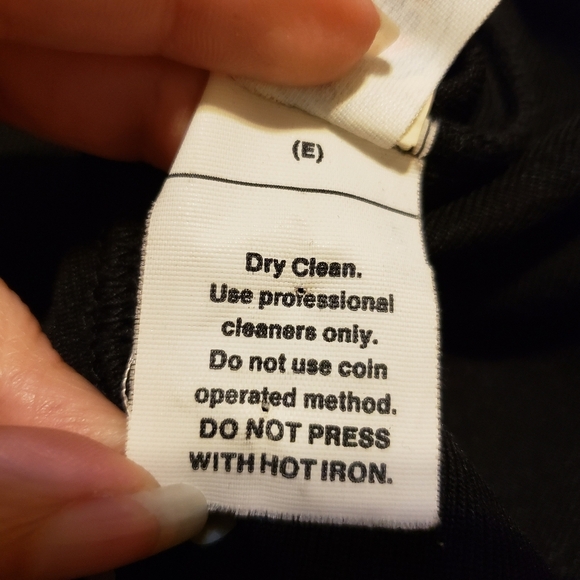 (E)
Dry Clean.
Use professional
cleaners only.
Do not use coin
operated method.
DO NOT PRESS
WITH HOT IRON.